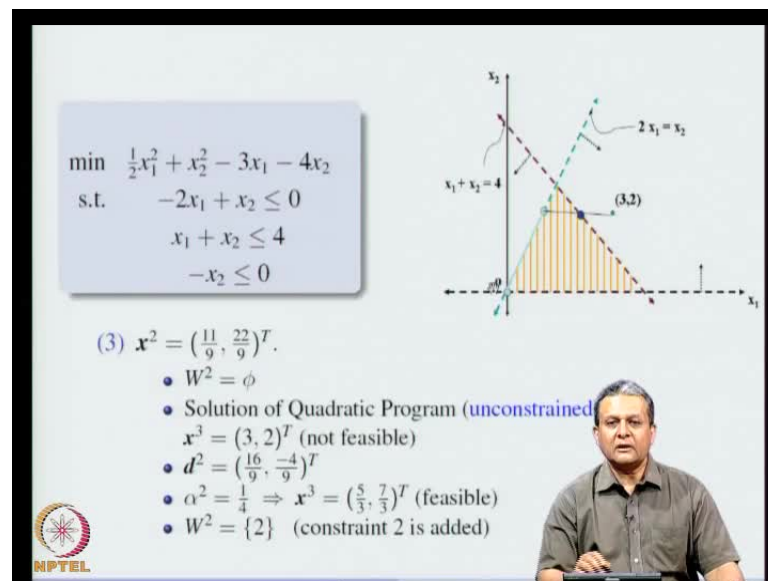 min ½x₁² + x₂² − 3x₁ − 4x₂
s.t. −2x₁ + x₂ ≤ 0
x₁ + x₂ ≤ 4
−x₂ ≤ 0
x₂
2 x₁ = x₂
x₁ + x₂ = 4
(3,2)
x₁
(3) x² = (11/9, 22/9)ᵀ.
• W² = ϕ
• Solution of Quadratic Program (unconstrained
x³ = (3, 2)ᵀ (not feasible)
• d² = (16/9, −4/9)ᵀ
• α² = 1/4 ⇒ x³ = (5/3, 7/3)ᵀ (feasible)
• W² = {2} (constraint 2 is added)
NPTEL